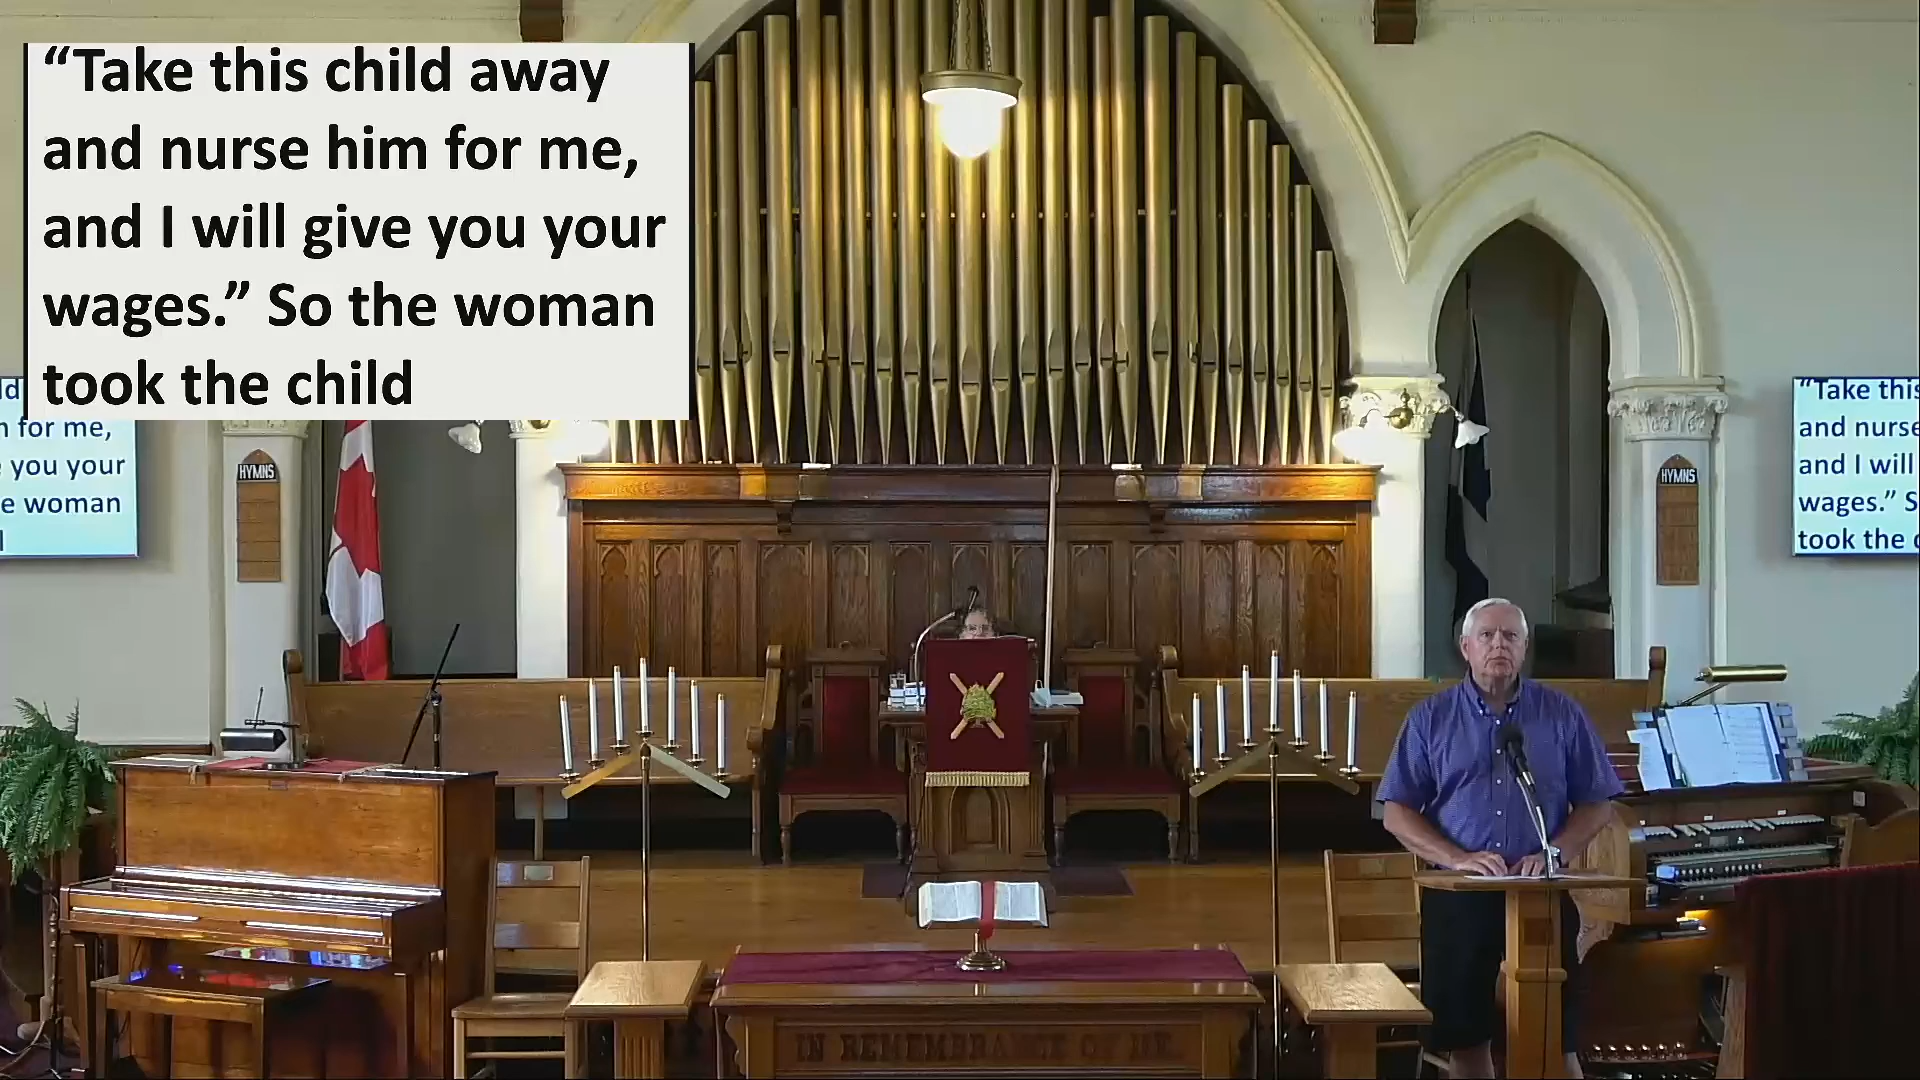 “Take this child away
and nurse him for me,
and I will give you your
wages.” So the woman
took the child
for me,
you your
e woman
HYMNS
HYMNS
“Take this
and nurse
and I will
wages.” S
took the
IN REMEMBRANCE OF ME